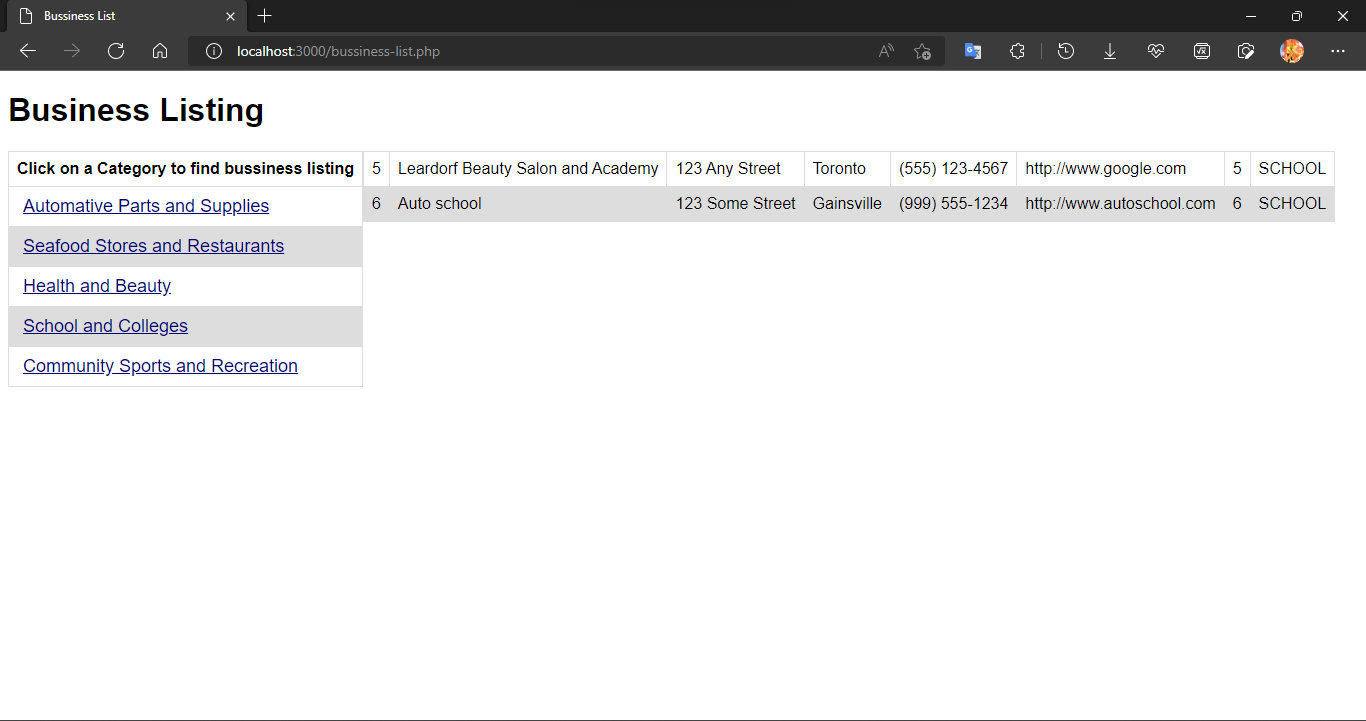 Bussiness List
localhost:3000/bussiness-list.php
Business Listing
Click on a Category to find bussiness listing
Automative Parts and Supplies
Seafood Stores and Restaurants
Health and Beauty
School and Colleges
Community Sports and Recreation
5 Leardorf Beauty Salon and Academy 123 Any Street Toronto (555) 123-4567 http://www.google.com 5 SCHOOL
6 Auto school 123 Some Street Gainsville (999) 555-1234 http://www.autoschool.com 6 SCHOOL